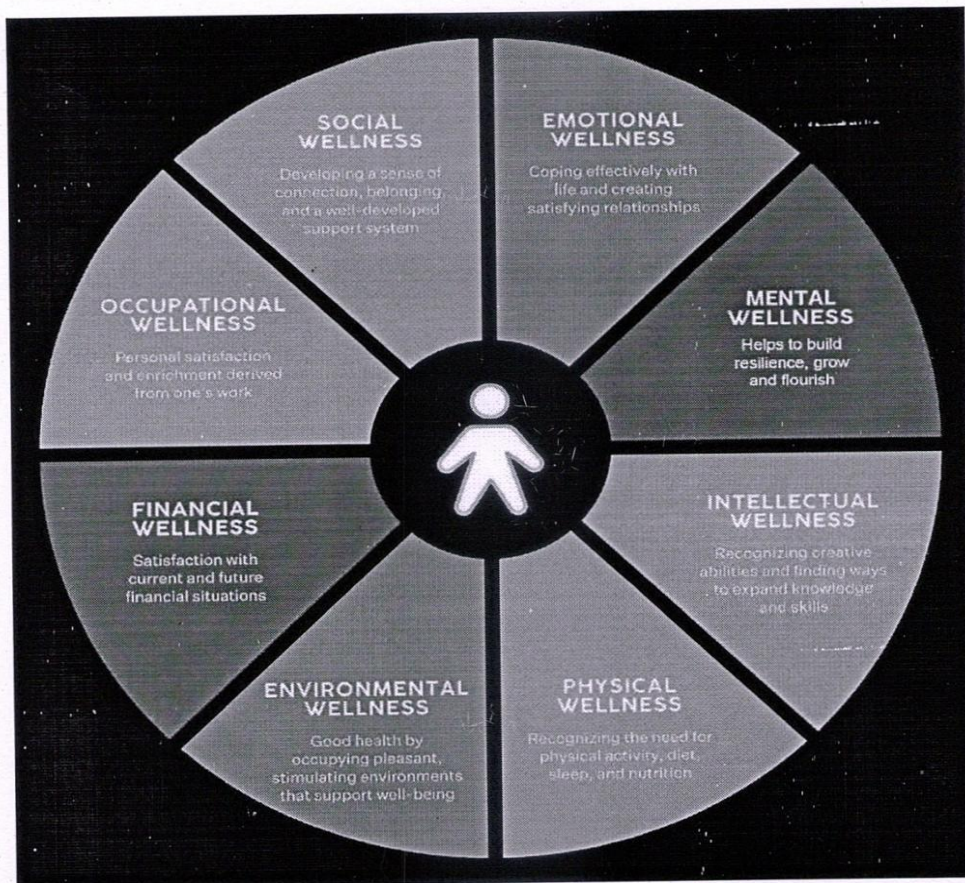 SOCIAL
WELLNESS
Developing a sense of
connection, belonging,
and a well-developed
support system
EMOTIONAL
WELLNESS
Coping effectively with
life and creating
satisfying relationships
MENTAL
WELLNESS
Helps to build
resilience, grow
and flourish
INTELLECTUAL
WELLNESS
Recognizing creative
abilities and finding ways
to expand knowledge
and skills
PHYSICAL
WELLNESS
Recognizing the need for
physical activity, diet,
sleep, and nutrition
ENVIRONMENTAL
WELLNESS
Good health by
occupying pleasant,
stimulating environments
that support well-being
FINANCIAL
WELLNESS
Satisfaction with
current and future
financial situations
OCCUPATIONAL
WELLNESS
Personal satisfaction
and enrichment derived
from one's work